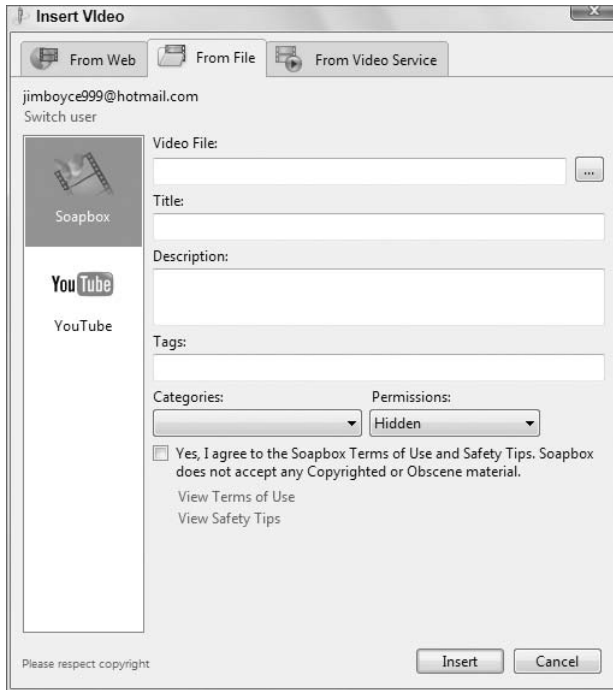 Insert VIdeo
From Web
From File
From Video Service
jimboyce999@hotmail.com
Switch user
Soapbox
You Tube
YouTube
Video File:
...
Title:
Description:
Tags:
Categories:
Permissions:
Hidden
Yes, I agree to the Soapbox Terms of Use and Safety Tips. Soapbox
does not accept any Copyrighted or Obscene material.
View Terms of Use
View Safety Tips
Please respect copyright
Insert
Cancel